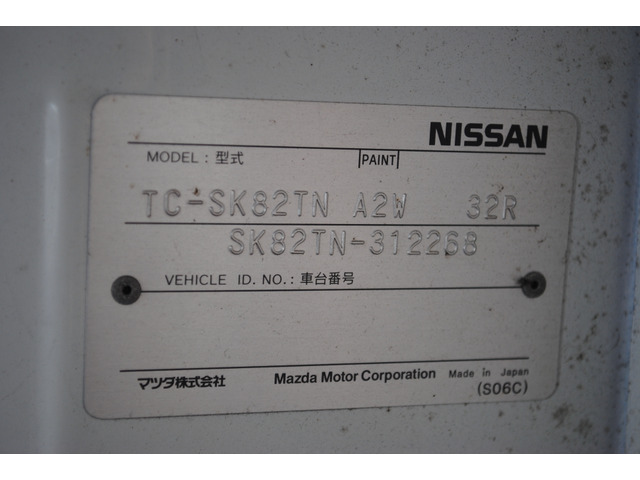 NISSAN
MODEL : 型式 PAINT
TC-SK82TN A2W 32R
SK82TN-312268
VEHICLE ID. NO. : 車台番号
マツダ株式会社 Mazda Motor Corporation Made in Japan
(S06C)